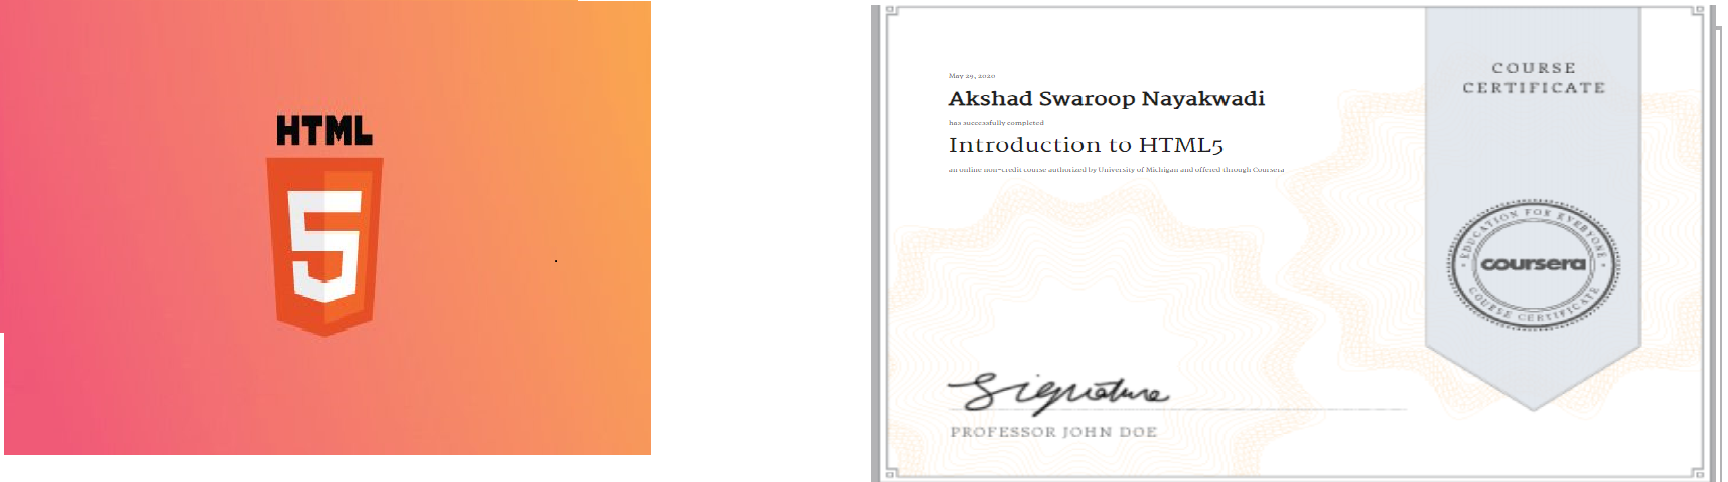 HTML
5
May 29, 2020
Akshad Swaroop Nayakwadi
has successfully completed
Introduction to HTML5
an online non-credit course authorized by University of Michigan and offered through Coursera
Signature
PROFESSOR JOHN DOE
COURSE
CERTIFICATE
EDUCATION FOR EVERYONE
coursera
COURSE CERTIFICATE